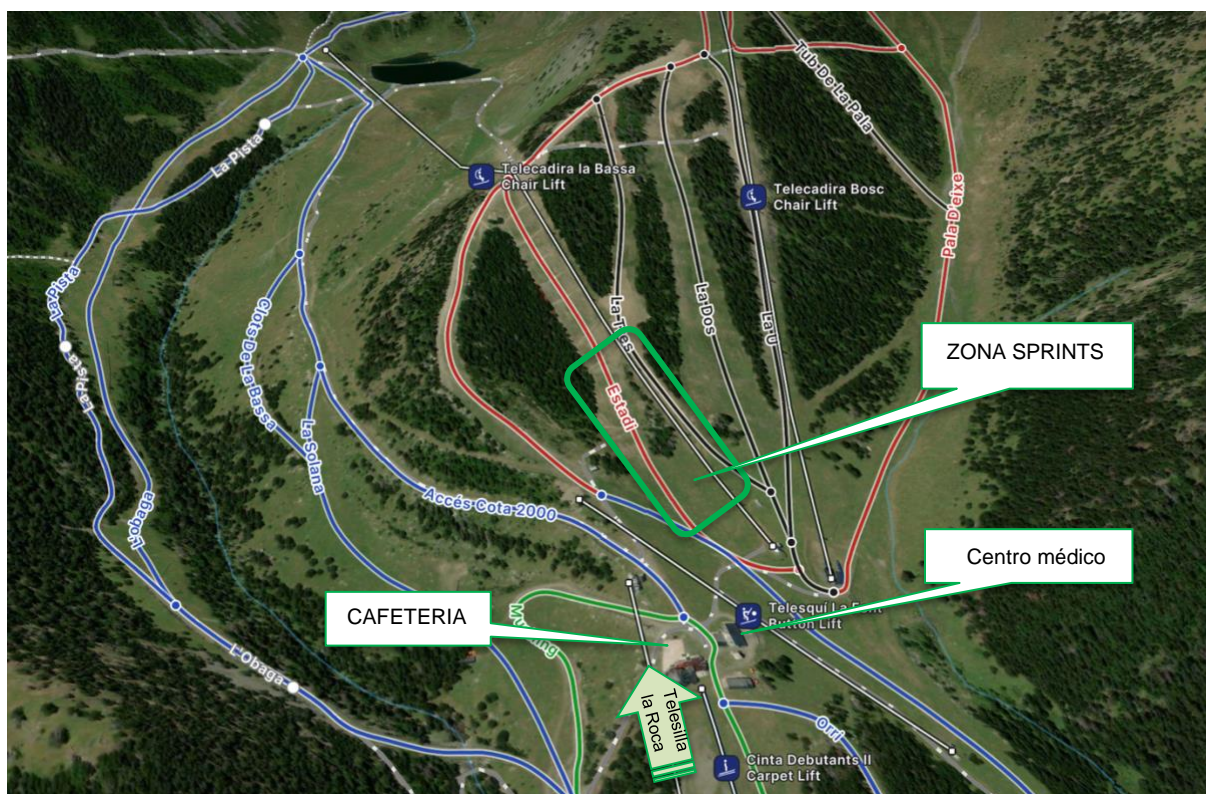 Tub De La Pala
La Pista
Telecadira la Bassa
Chair Lift
Telecadira Bosc
Chair Lift
Pala D'eixe
La Pista
Clots De La Bassa
La Tres
La Dos
La U
ZONA SPRINTS
La Pista
Estadi
La Solana
L'obaga
Accés Cota 2000
Centro médico
CAFETERIA
Telesquí La Font
Button Lift
L'Obaga
Telesilla
la Roca
Orri
Cinta Debutants II
Carpet Lift